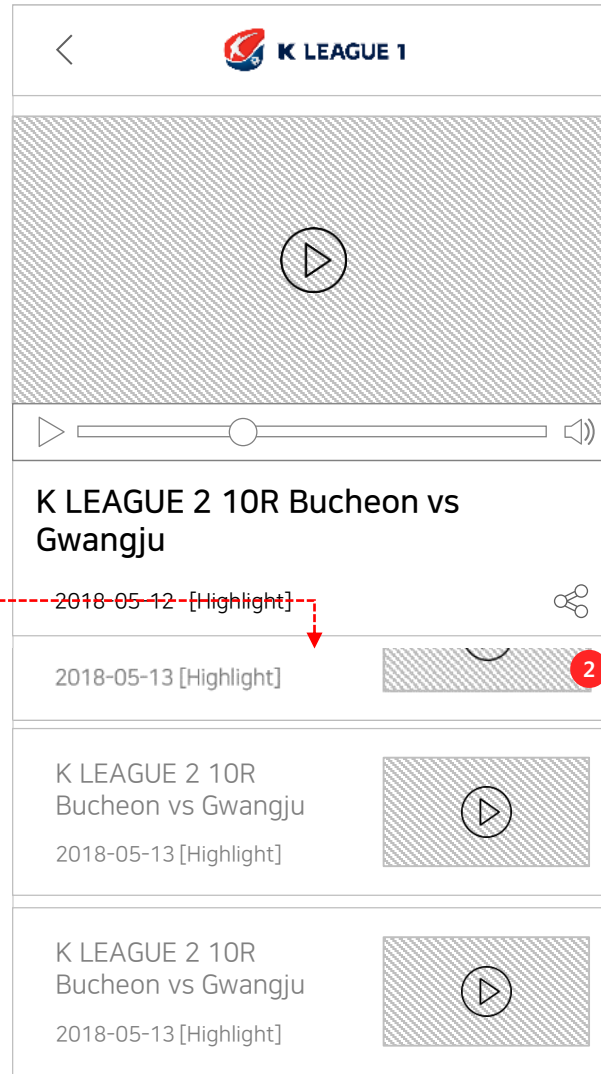 K LEAGUE 1
K LEAGUE 2 10R Bucheon vs
Gwangju
2018-05-12 [Highlight]
2018-05-13 [Highlight]
2
K LEAGUE 2 10R
Bucheon vs Gwangju
2018-05-13 [Highlight]
K LEAGUE 2 10R
Bucheon vs Gwangju
2018-05-13 [Highlight]